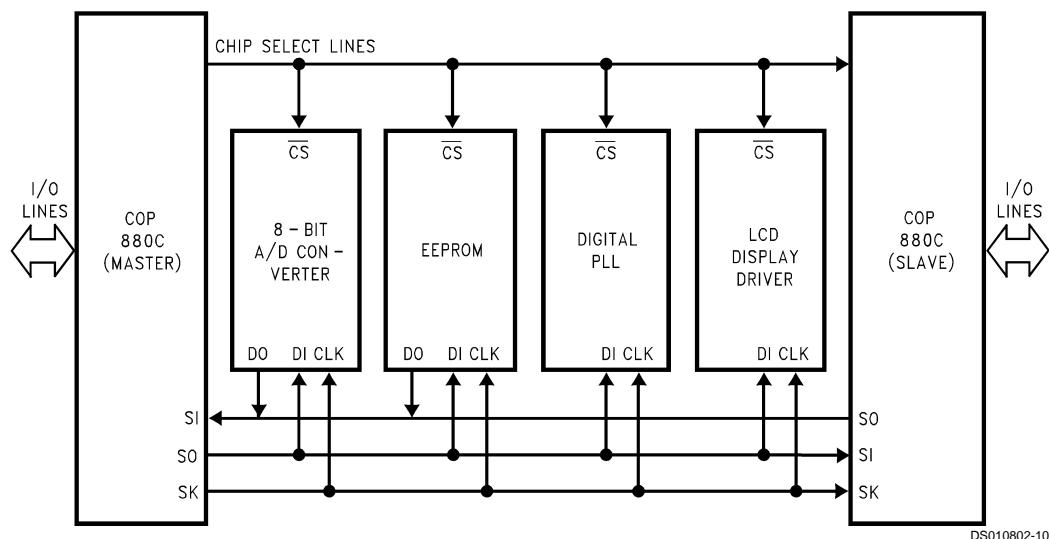 CHIP SELECT LINES
I/O
LINES
COP
880C
(MASTER)
CS
8 – BIT
A/D CON –
VERTER
DO DI CLK
CS
EEPROM
DO DI CLK
CS
DIGITAL
PLL
DI CLK
CS
LCD
DISPLAY
DRIVER
DI CLK
COP
880C
(SLAVE)
I/O
LINES
SI
SO
SK
SO
SI
SK
DS010802-10